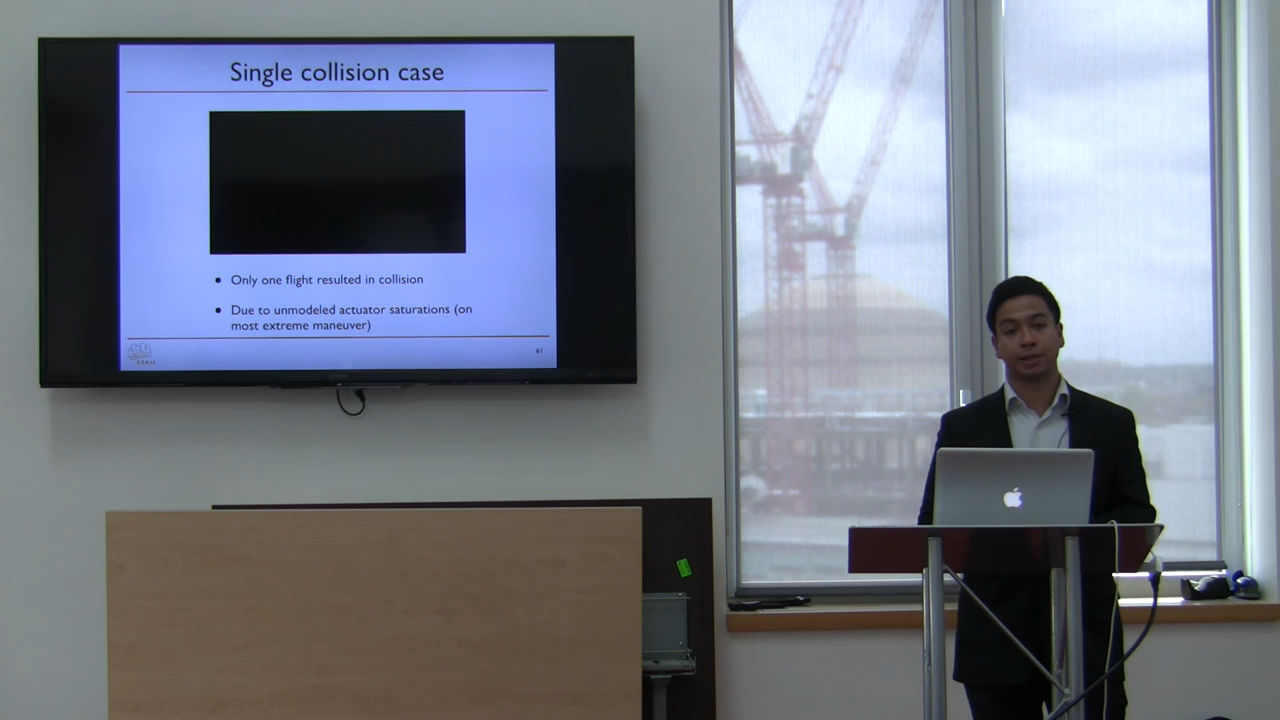 Single collision case
• Only one flight resulted in collision
• Due to unmodeled actuator saturations (on
most extreme maneuver)
61